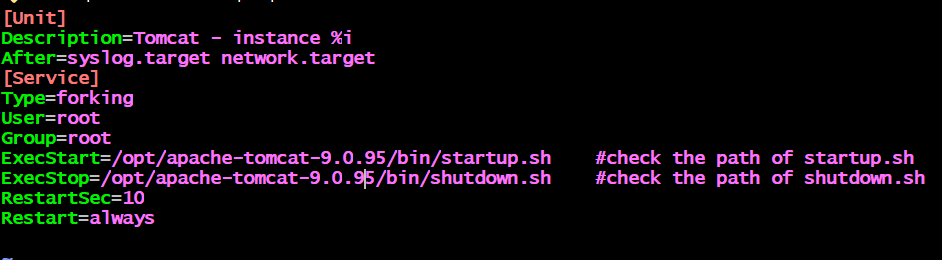 [Unit]
Description=Tomcat - instance %i
After=syslog.target network.target
[Service]
Type=forking
User=root
Group=root
ExecStart=/opt/apache-tomcat-9.0.95/bin/startup.sh    #check the path of startup.sh
ExecStop=/opt/apache-tomcat-9.0.95/bin/shutdown.sh    #check the path of shutdown.sh
RestartSec=10
Restart=always
~